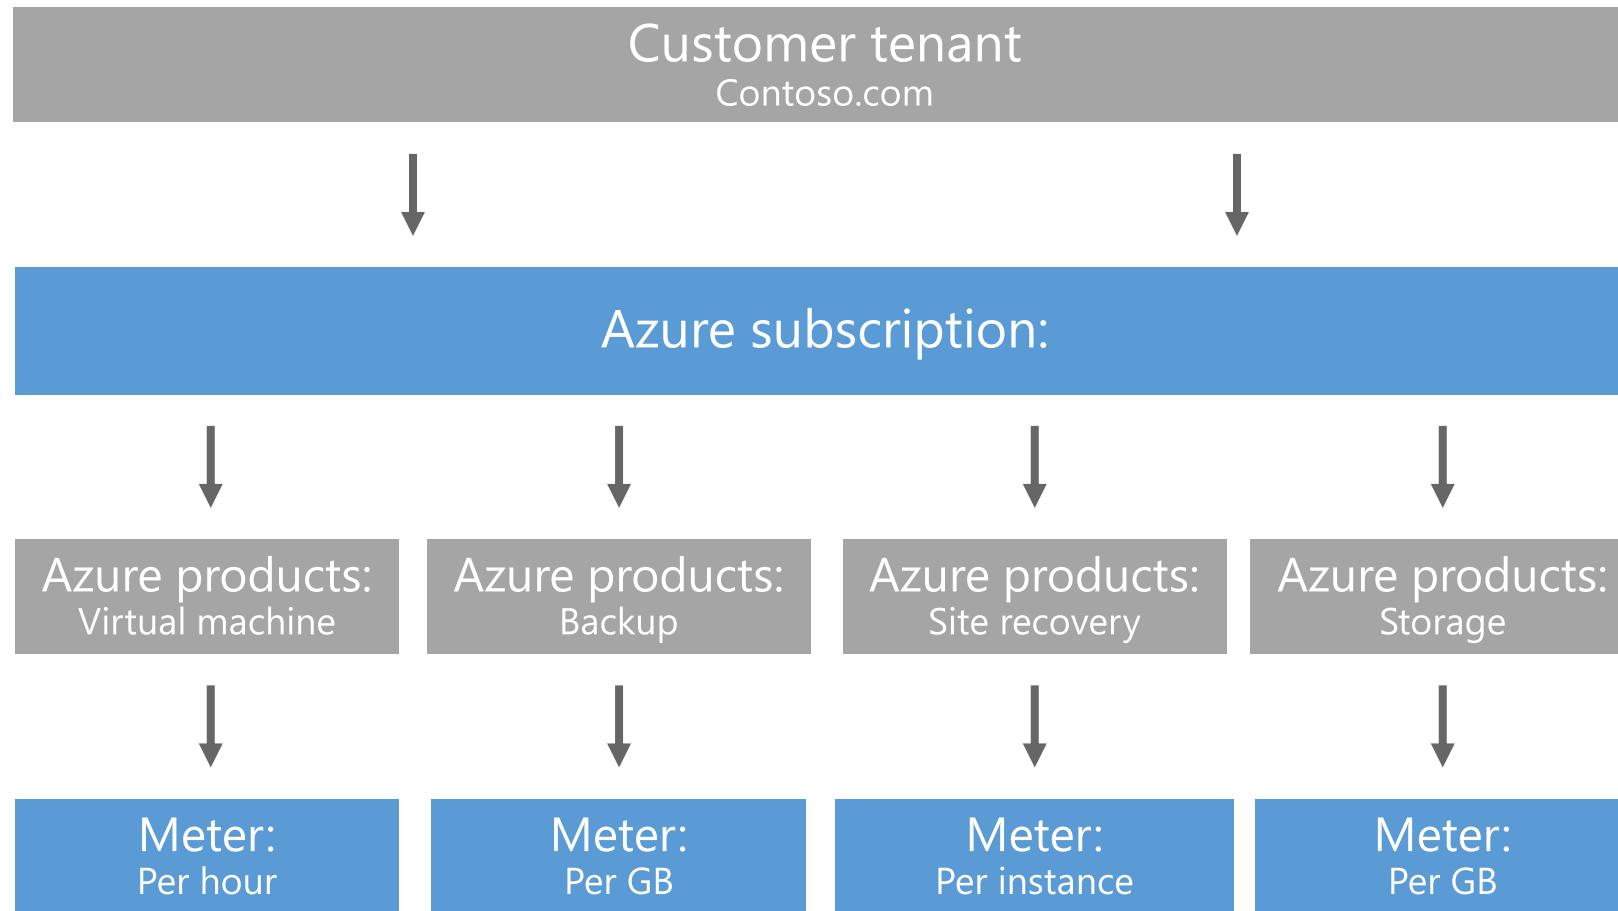 Customer tenant
Contoso.com
Azure subscription:
Azure products:
Virtual machine
Azure products:
Backup
Azure products:
Site recovery
Azure products:
Storage
Meter:
Per hour
Meter:
Per GB
Meter:
Per instance
Meter:
Per GB